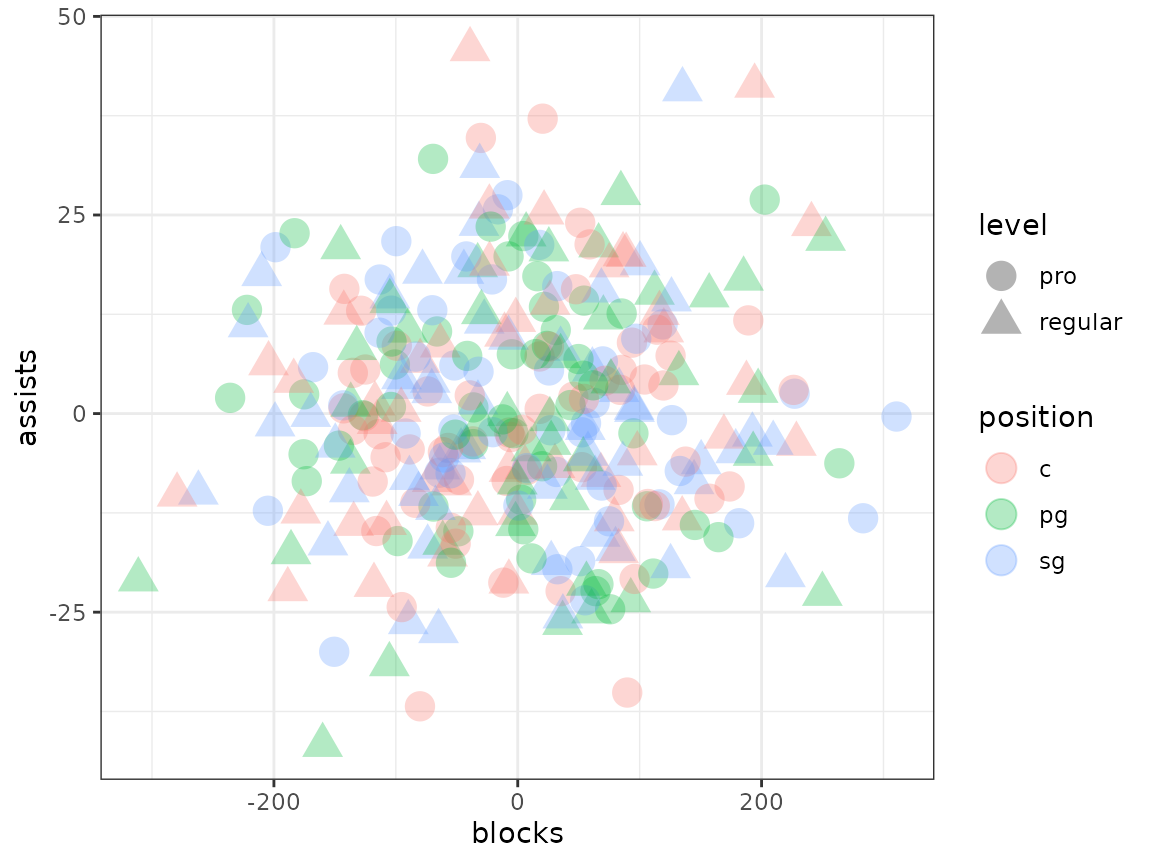 50
25
0
-25
-200
0
200
blocks
assists
level
pro
regular
position
c
pg
sg